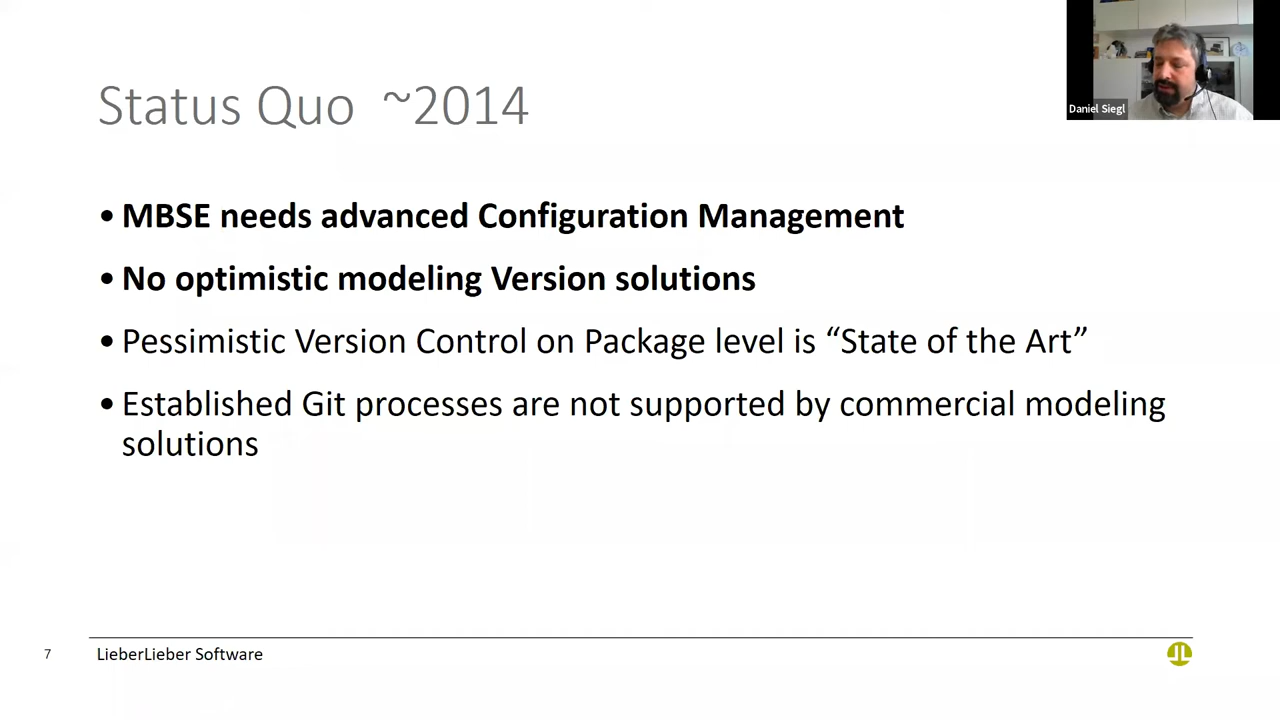 Daniel Siegl
Status Quo ~2014
• MBSE needs advanced Configuration Management
• No optimistic modeling Version solutions
• Pessimistic Version Control on Package level is “State of the Art”
• Established Git processes are not supported by commercial modeling
solutions
7 LieberLieber Software